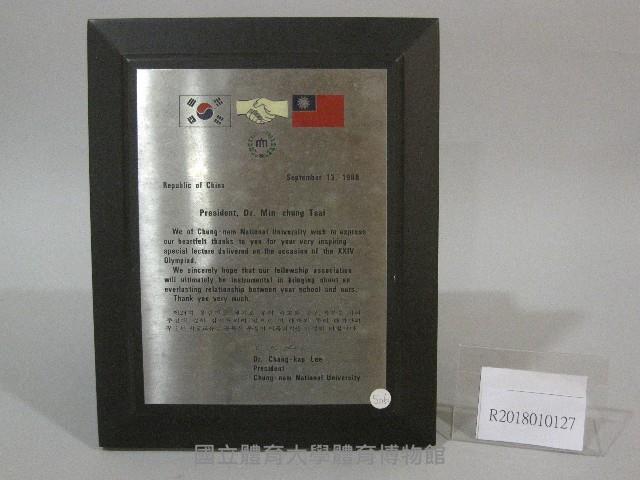 September 13, 1988
Republic of China
President, Dr. Min-chung Tsai
We of Chung-nam National University wish to express
our heartfelt thanks to you for your very inspiring
special lecture delivered on the occasion of the XXIV
Olympiad.
We sincerely hope that our fellowship association
will ultimately be instrumental in bringing about an
everlasting relationship between your school and ours.
Thank you very much.
Dr. Chang-kap Lee
President
Chung-nam National University
R2018010127
國立體育大學體育博物館